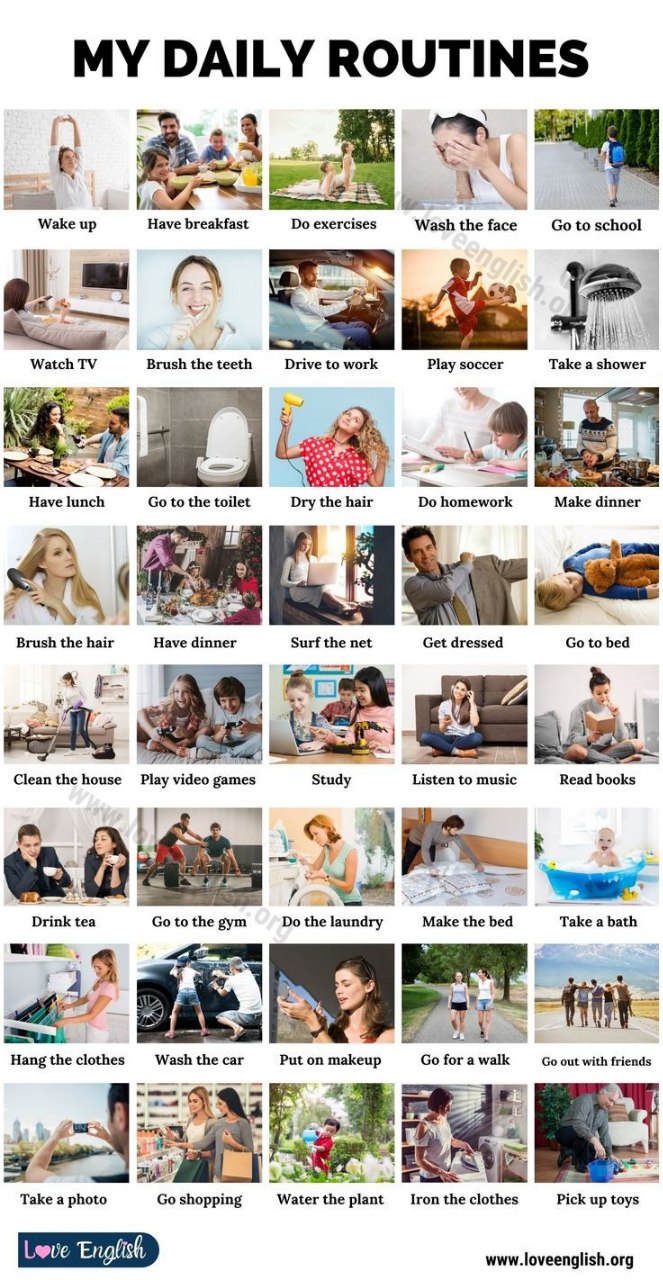 MY DAILY ROUTINES
Wake up
Have breakfast
Do exercises
Wash the face
Go to school
Watch TV
Brush the teeth
Drive to work
Play soccer
Take a shower
Have lunch
Go to the toilet
Dry the hair
Do homework
Make dinner
Brush the hair
Have dinner
Surf the net
Get dressed
Go to bed
Clean the house
Play video games
Study
Listen to music
Read books
Drink tea
Go to the gym
Do the laundry
Make the bed
Take a bath
Hang the clothes
Wash the car
Put on makeup
Go for a walk
Go out with friends
Take a photo
Go shopping
Water the plant
Iron the clothes
Pick up toys
Love English
www.loveenglish.org
www.loveenglish.org
www.loveenglish.org